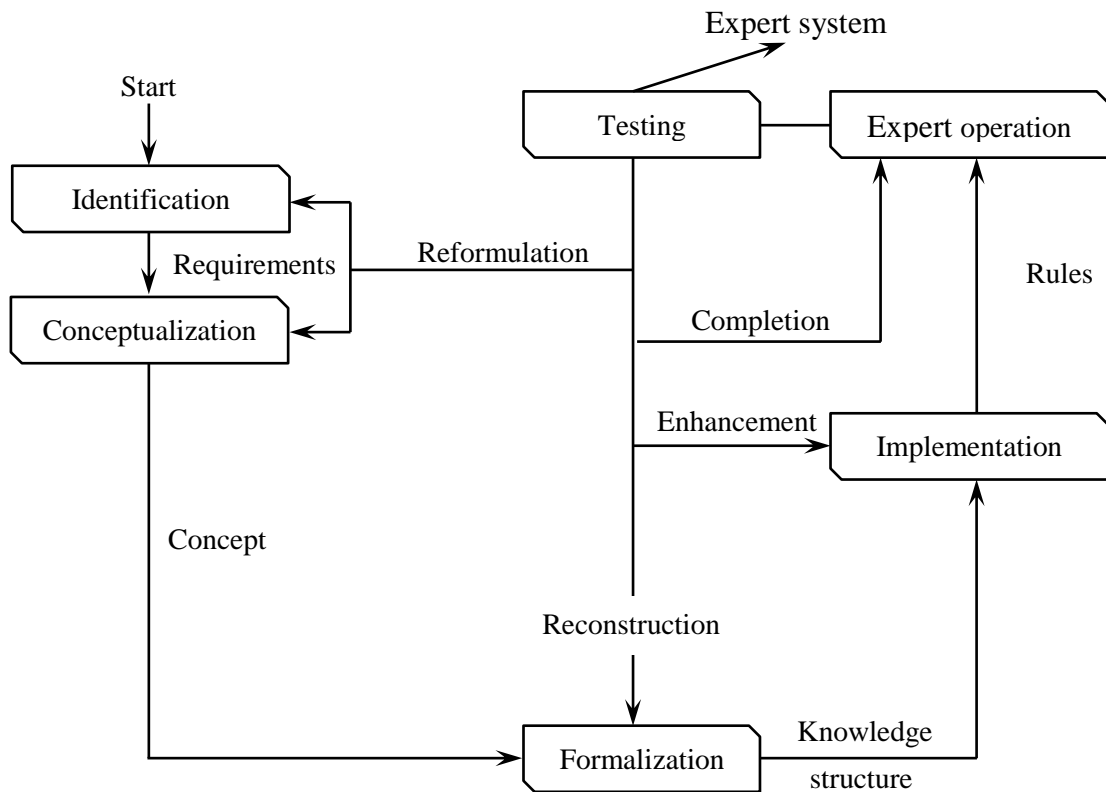 Expert system
Start
Testing
Expert operation
Identification
Reformulation
Requirements
Rules
Completion
Conceptualization
Enhancement
Implementation
Concept
Reconstruction
Knowledge
structure
Formalization